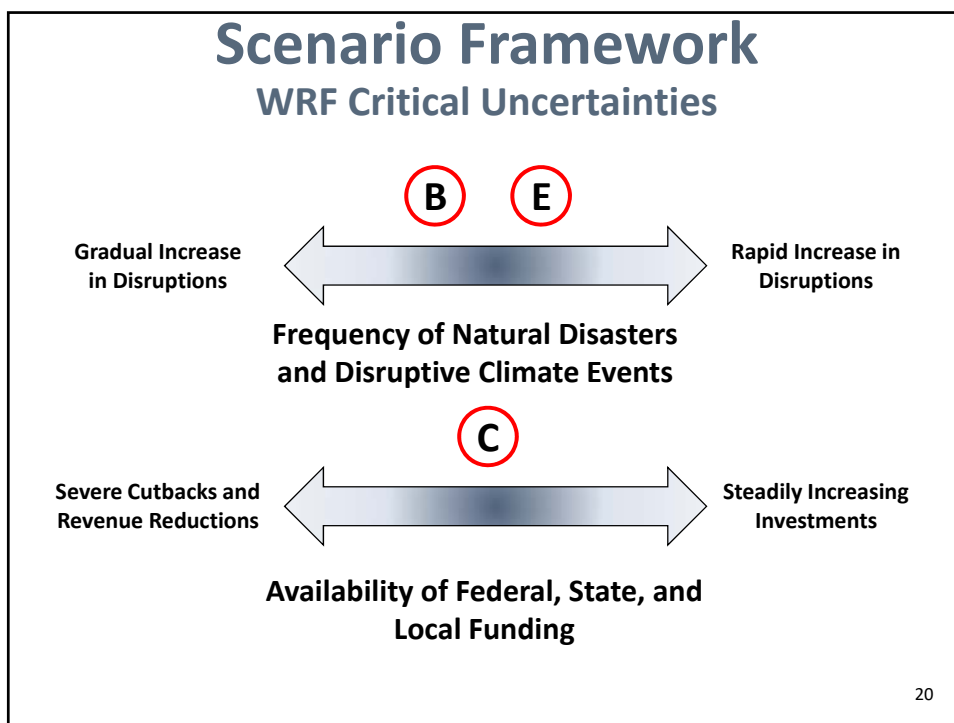 Scenario Framework
WRF Critical Uncertainties
B E
Gradual Increase
in Disruptions
Rapid Increase in
Disruptions
Frequency of Natural Disasters
and Disruptive Climate Events
C
Severe Cutbacks and
Revenue Reductions
Steadily Increasing
Investments
Availability of Federal, State, and
Local Funding
20